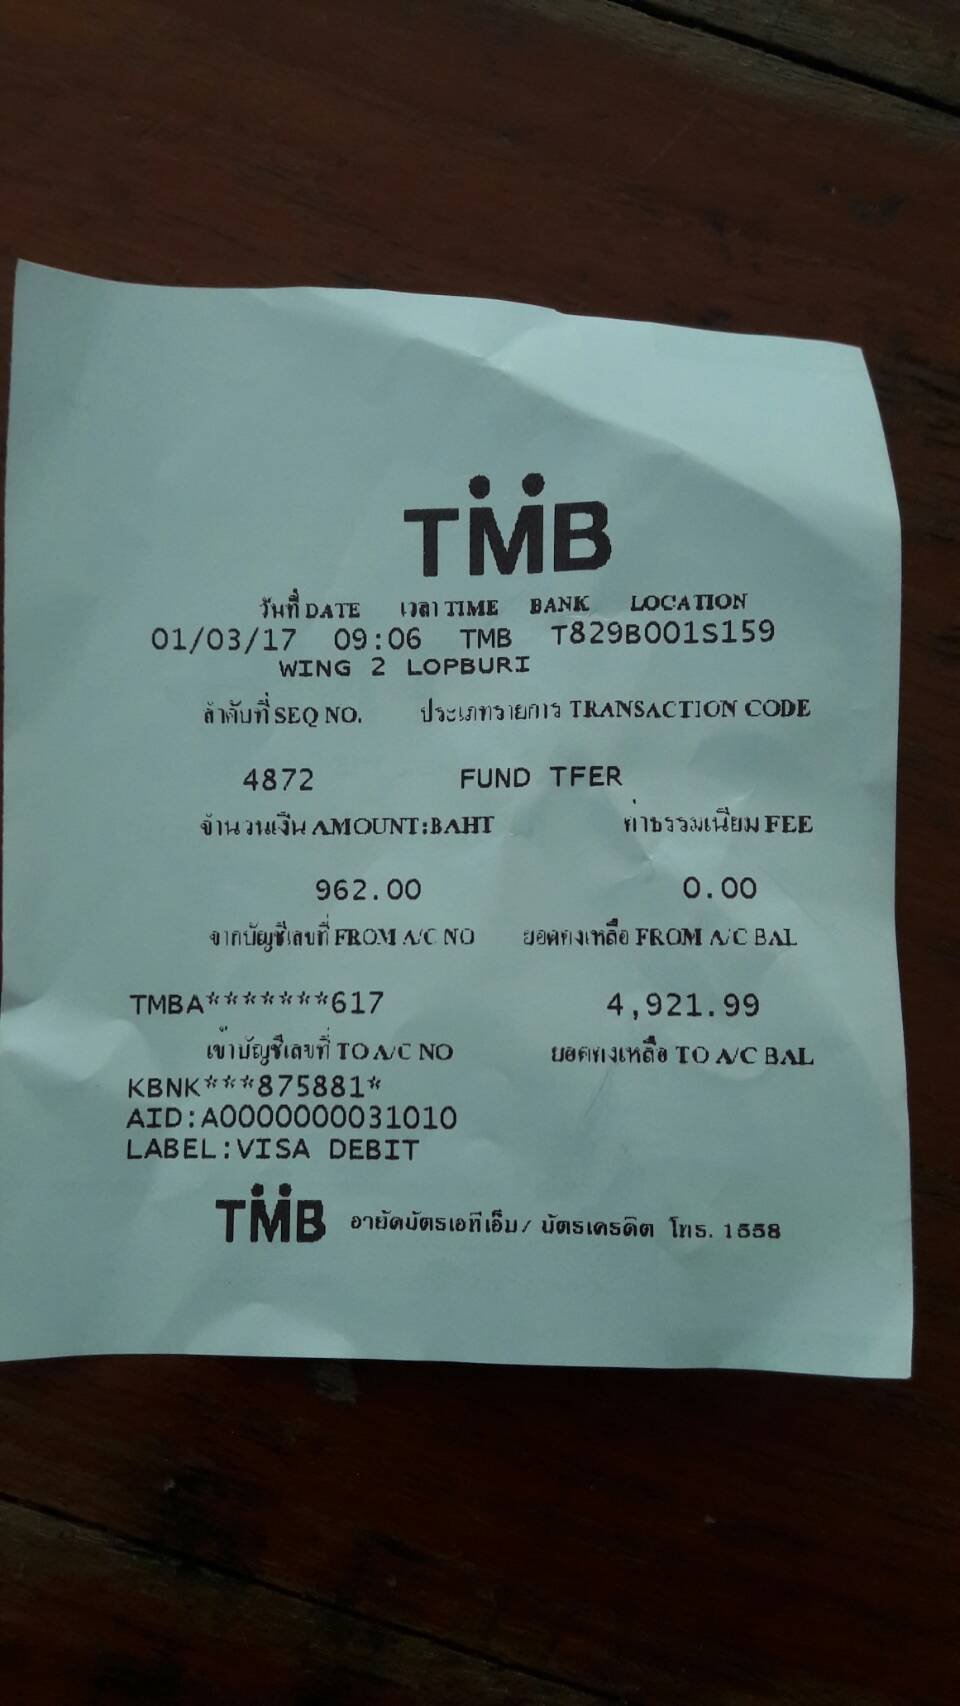 TMB
วันที่ DATE เวลา TIME BANK LOCATION
01/03/17 09:06 TMB T829B001S159
WING 2 LOPBURI
ลำดับที่ SEQ NO. ประเภทรายการ TRANSACTION CODE
4872 FUND TFER
จำนวนเงิน AMOUNT:BAHT ค่าธรรมเนียม FEE
962.00 0.00
จากบัญชีเลขที่ FROM A/C NO ยอดคงเหลือ FROM A/C BAL
TMBA*******617 4,921.99
เข้าบัญชีเลขที่ TO A/C NO ยอดคงเหลือ TO A/C BAL
KBNK***875881*
AID:A0000000031010
LABEL:VISA DEBIT
TMB อายัดบัตรเอทีเอ็ม/ บัตรเครดิต โทร. 1558